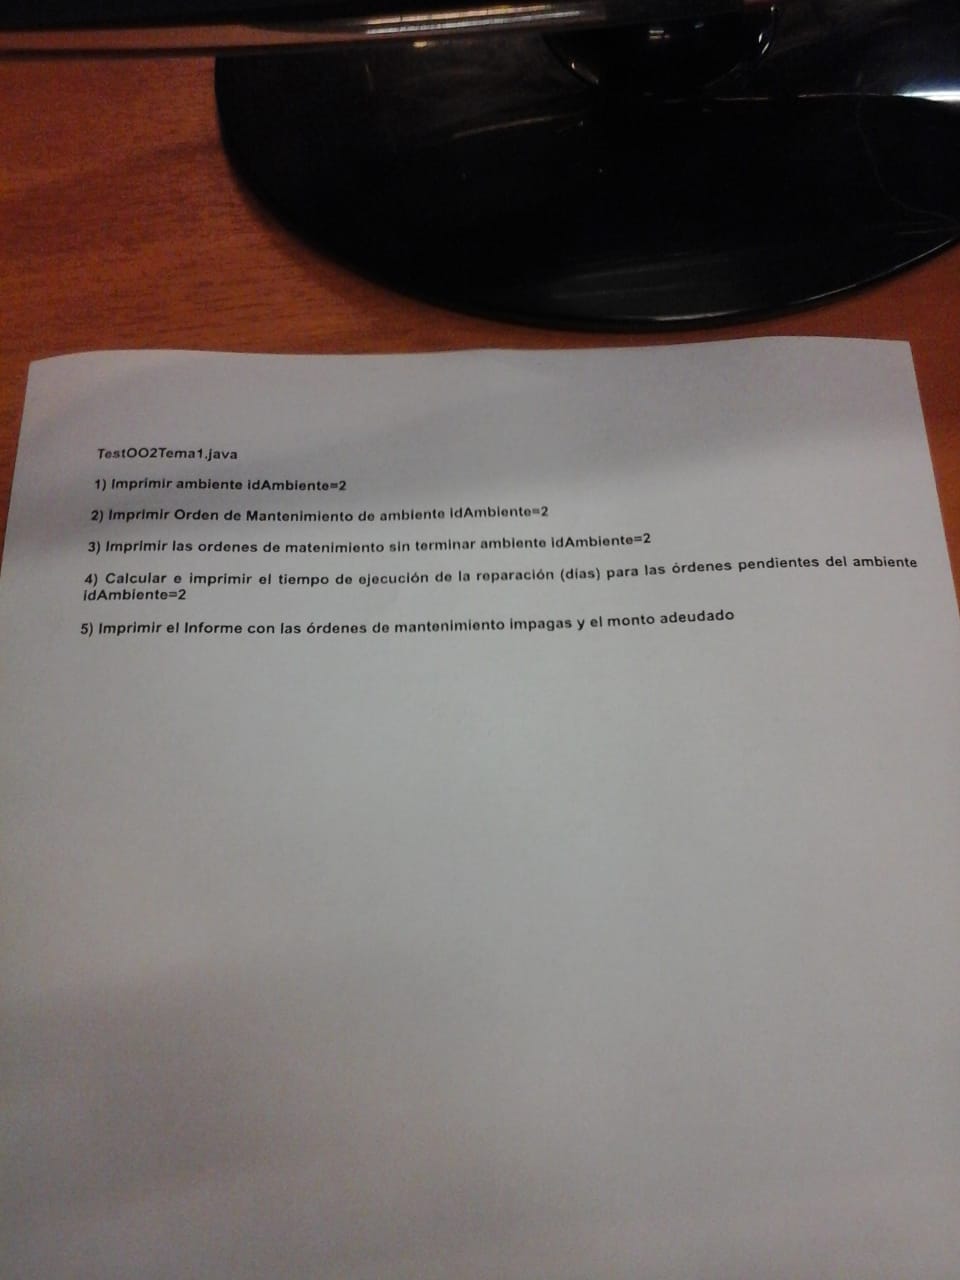 TestOO2Tema1.java
1) Imprimir ambiente idAmbiente=2
2) Imprimir Orden de Mantenimiento de ambiente idAmbiente=2
3) Imprimir las ordenes de matenimiento sin terminar ambiente idAmbiente=2
4) Calcular e imprimir el tiempo de ejecución de la reparación (días) para las órdenes pendientes del ambiente
idAmbiente=2
5) Imprimir el Informe con las órdenes de mantenimiento impagas y el monto adeudado